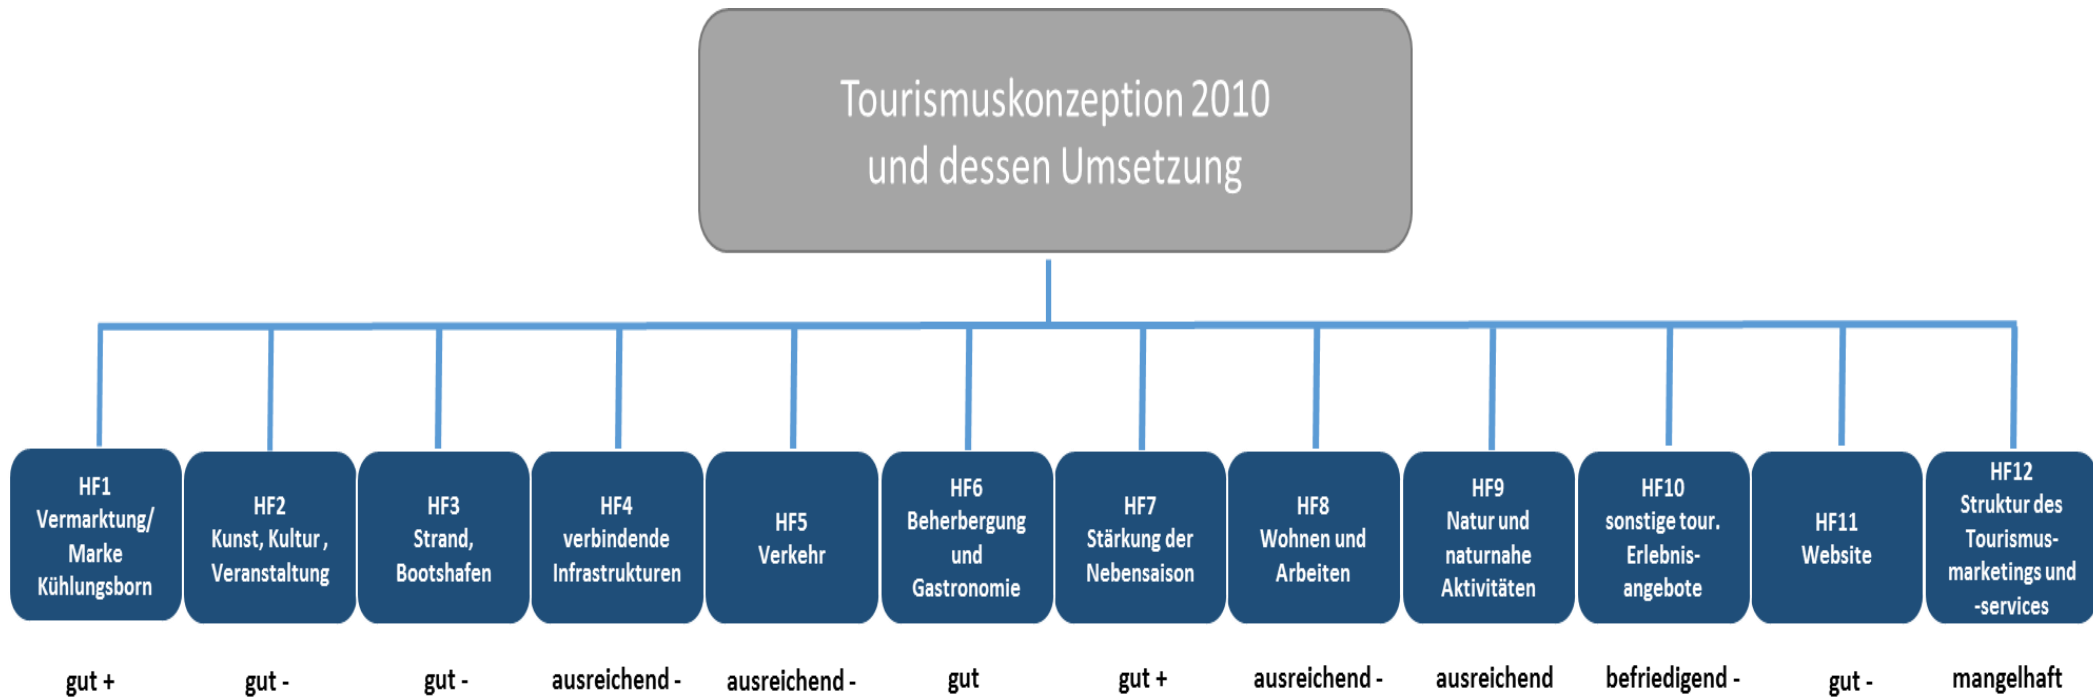 Tourismuskonzeption 2010
und dessen Umsetzung
HF1
Vermarktung/
Marke
Kühlungsborn
HF2
Kunst, Kultur ,
Veranstaltung
HF3
Strand,
Bootshafen
HF4
verbindende
Infrastrukturen
HF5
Verkehr
HF6
Beherbergung
und
Gastronomie
HF7
Stärkung der
Nebensaison
HF8
Wohnen und
Arbeiten
HF9
Natur und
naturnahe
Aktivitäten
HF10
sonstige tour.
Erlebnis-
angebote
HF11
Website
HF12
Struktur des
Tourismus-
marketings und
-services
gut +
gut -
gut -
ausreichend -
ausreichend -
gut
gut +
ausreichend -
ausreichend
befriedigend -
gut -
mangelhaft